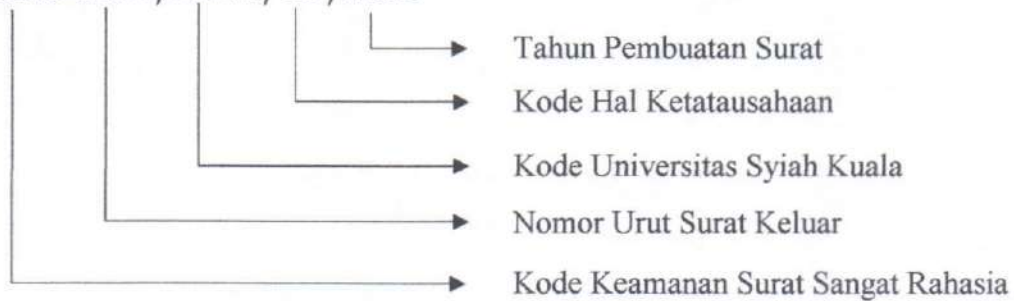 Tahun Pembuatan Surat
Kode Hal Ketatausahaan
Kode Universitas Syiah Kuala
Nomor Urut Surat Keluar
Kode Keamanan Surat Sangat Rahasia